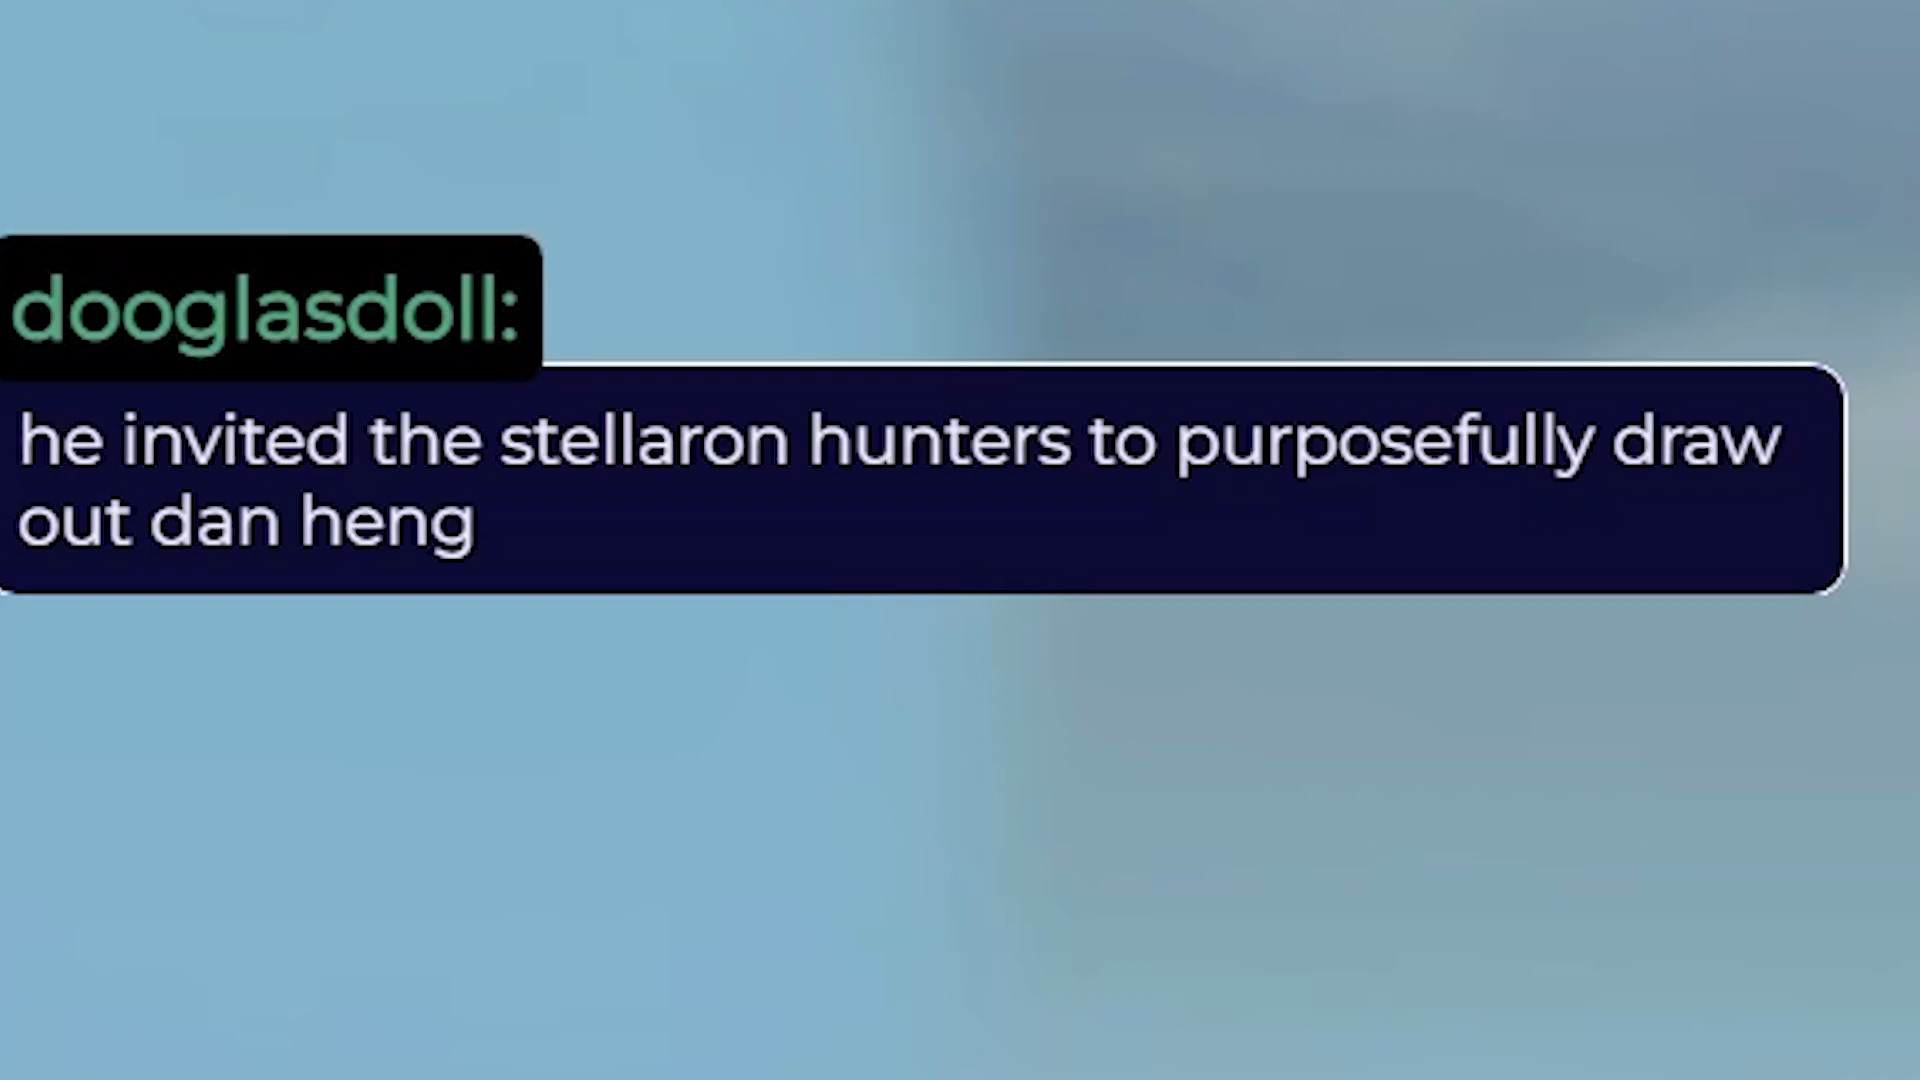 dooglasdoll:
he invited the stellaron hunters to purposefully draw
out dan heng